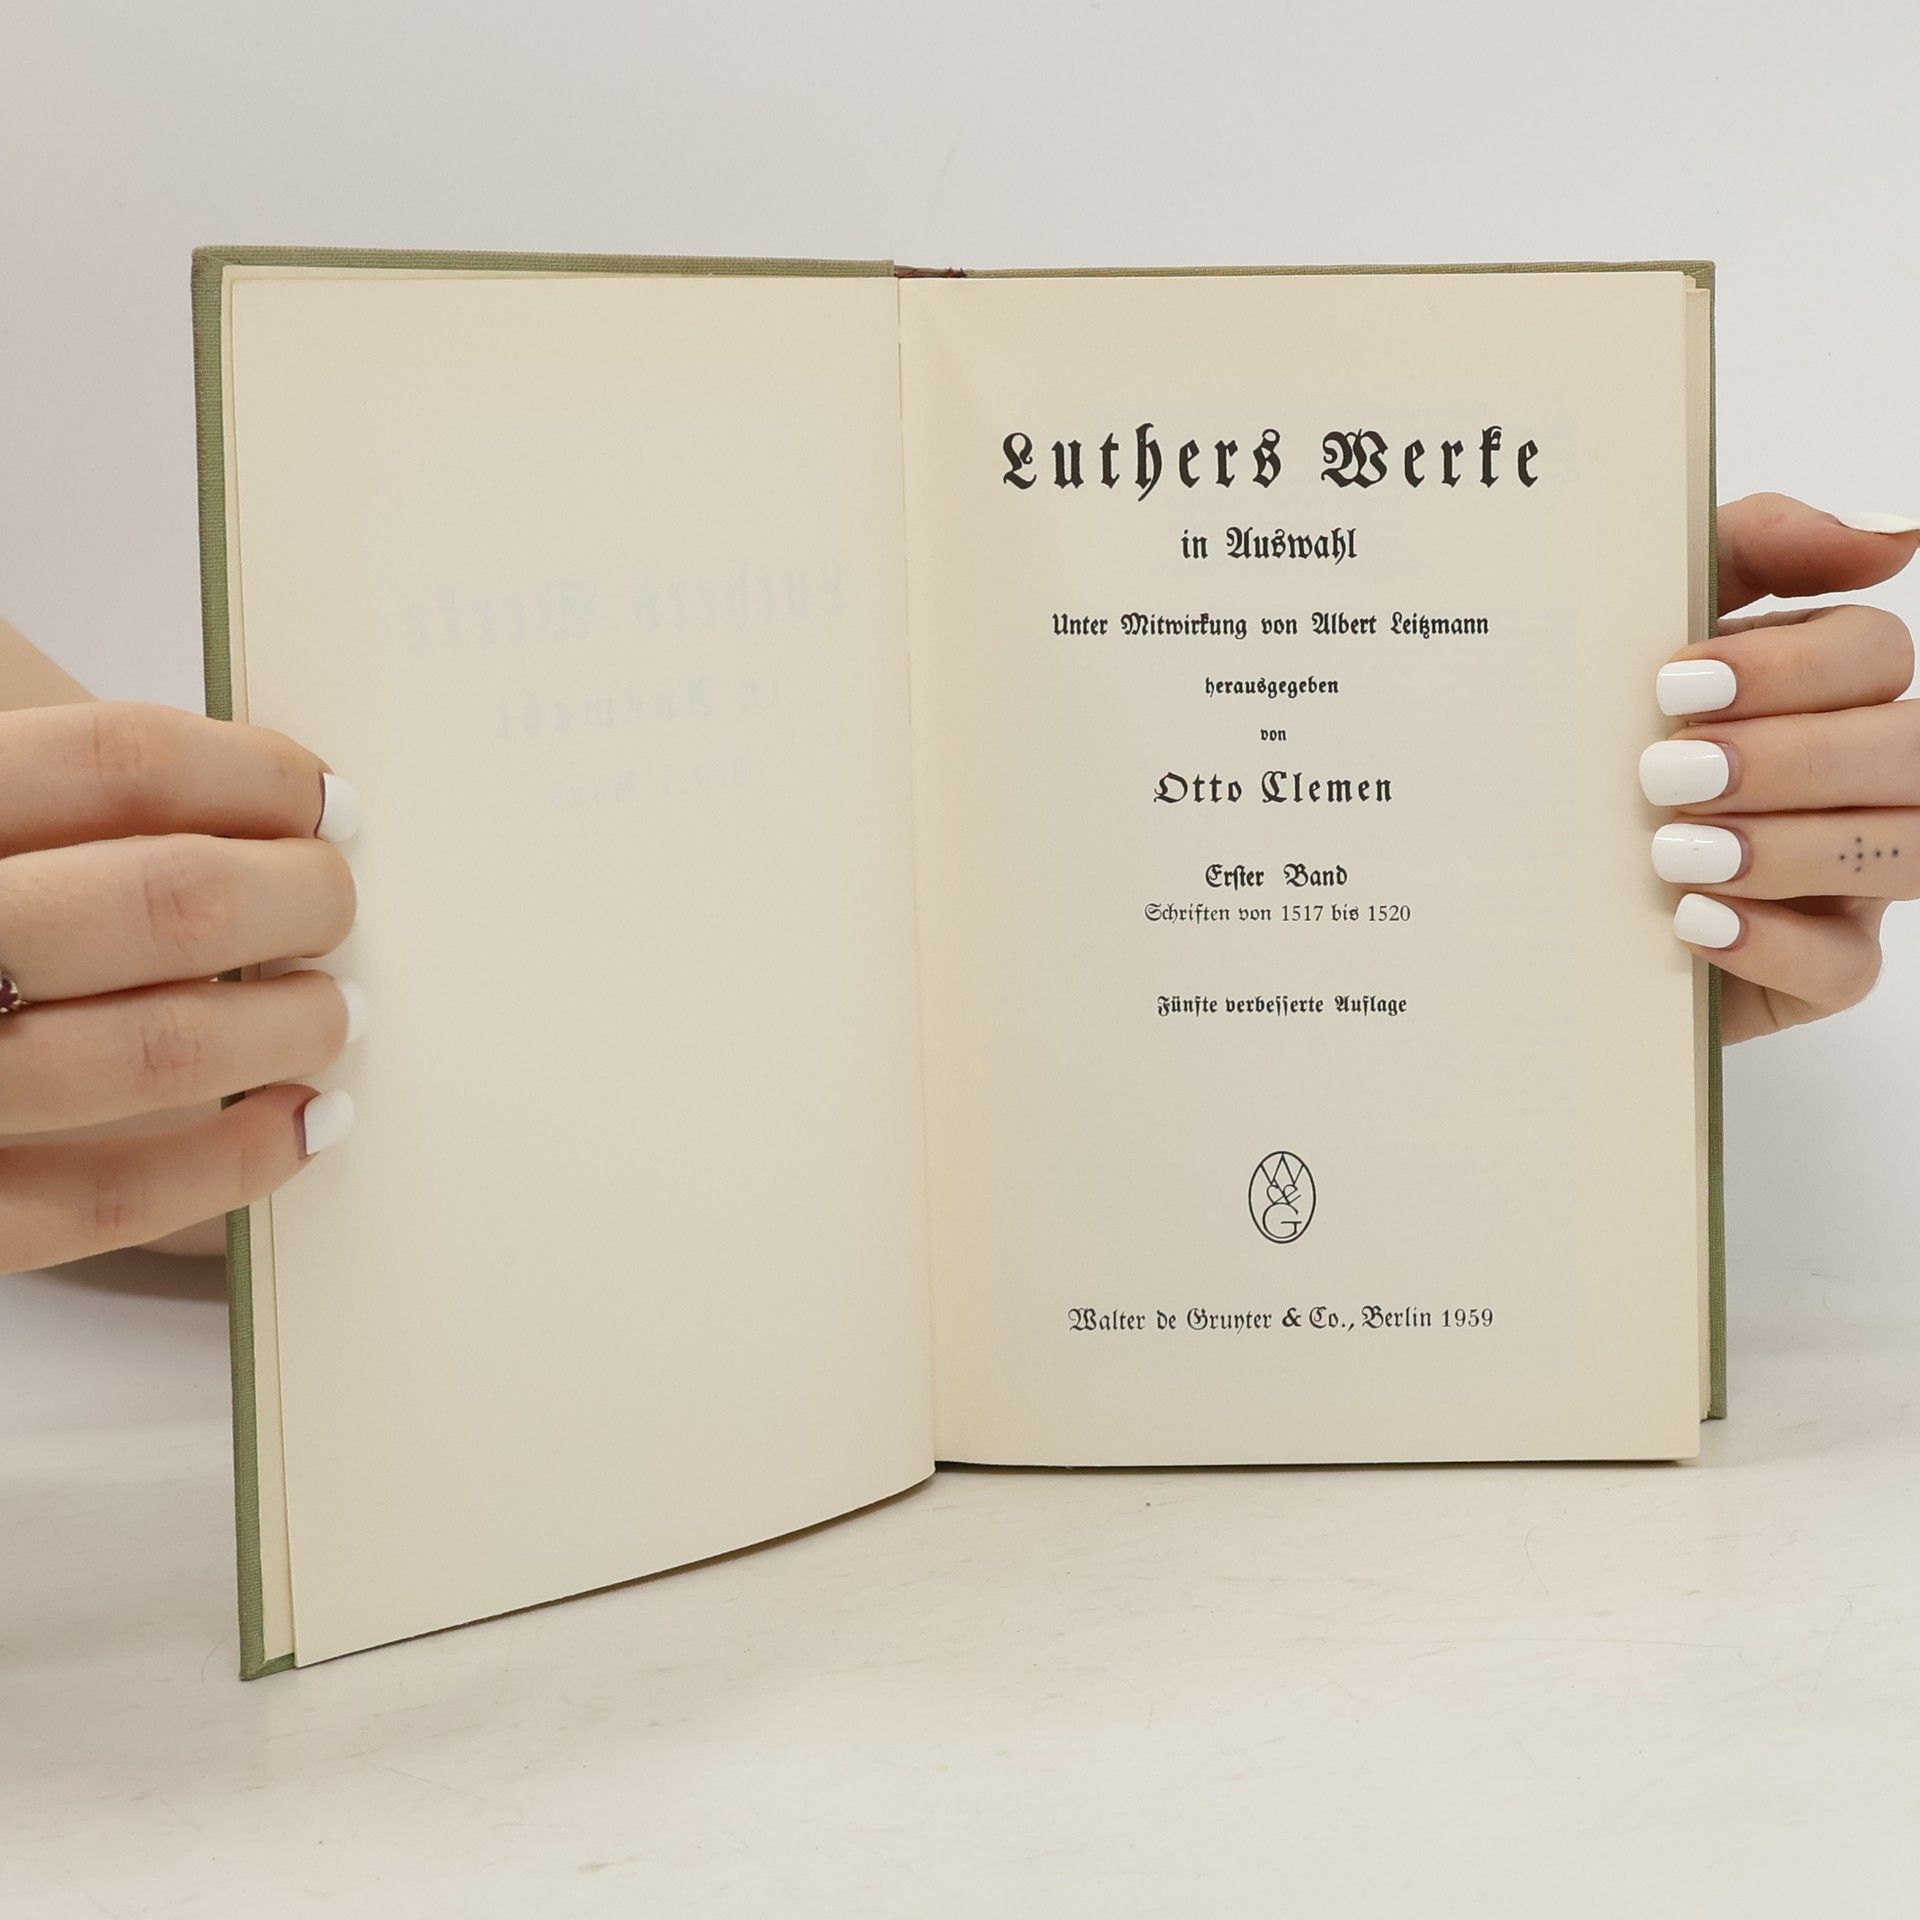 Luthers Werke
in Auswahl
Unter Mitwirkung von Albert Leitzmann
herausgegeben
von
Otto Clemen
Erster Band
Schriften von 1517 bis 1520
Fünfte verbesserte Auflage
W
de
G
Walter de Gruyter & Co., Berlin 1959